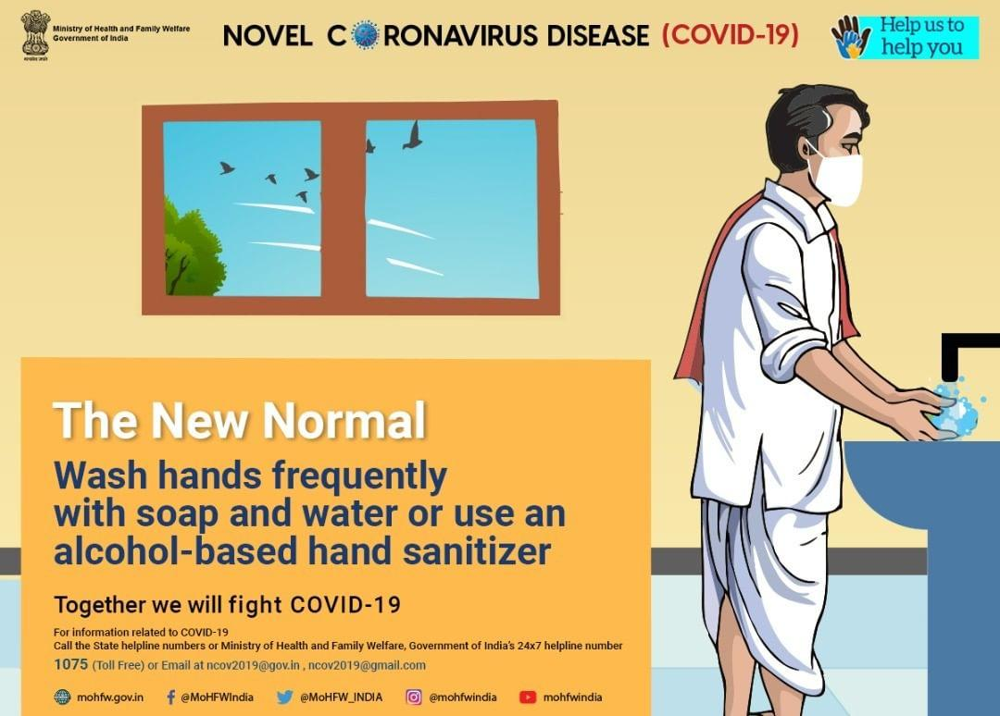 Ministry of Health and Family Welfare
Government of India
सत्यमेव जयते
NOVEL CORONAVIRUS DISEASE (COVID-19)
Help us to
help you
The New Normal
Wash hands frequently
with soap and water or use an
alcohol-based hand sanitizer
Together we will fight COVID-19
For information related to COVID-19
Call the State helpline numbers or Ministry of Health and Family Welfare, Government of India's 24x7 helpline number
1075 (Toll Free) or Email at ncov2019@gov.in , ncov2019@gmail.com
mohfw.gov.in @MoHFWIndia @MoHFW_INDIA @mohfwindia mohfwindia